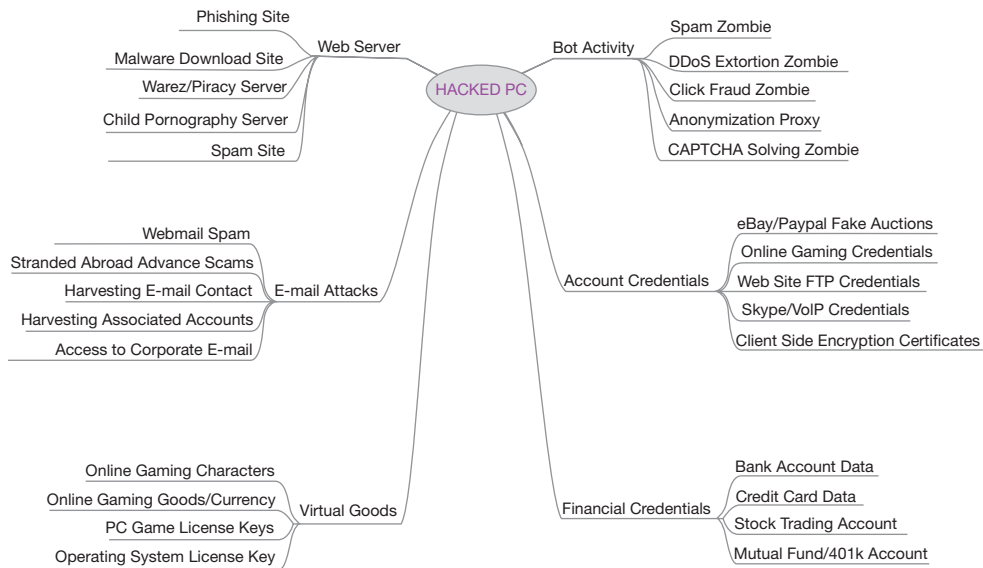 HACKED PC
Web Server
Phishing Site
Malware Download Site
Warez/Piracy Server
Child Pornography Server
Spam Site
Bot Activity
Spam Zombie
DDoS Extortion Zombie
Click Fraud Zombie
Anonymization Proxy
CAPTCHA Solving Zombie
E-mail Attacks
Webmail Spam
Stranded Abroad Advance Scams
Harvesting E-mail Contact
Harvesting Associated Accounts
Access to Corporate E-mail
Account Credentials
eBay/Paypal Fake Auctions
Online Gaming Credentials
Web Site FTP Credentials
Skype/VoIP Credentials
Client Side Encryption Certificates
Virtual Goods
Online Gaming Characters
Online Gaming Goods/Currency
PC Game License Keys
Operating System License Key
Financial Credentials
Bank Account Data
Credit Card Data
Stock Trading Account
Mutual Fund/401k Account